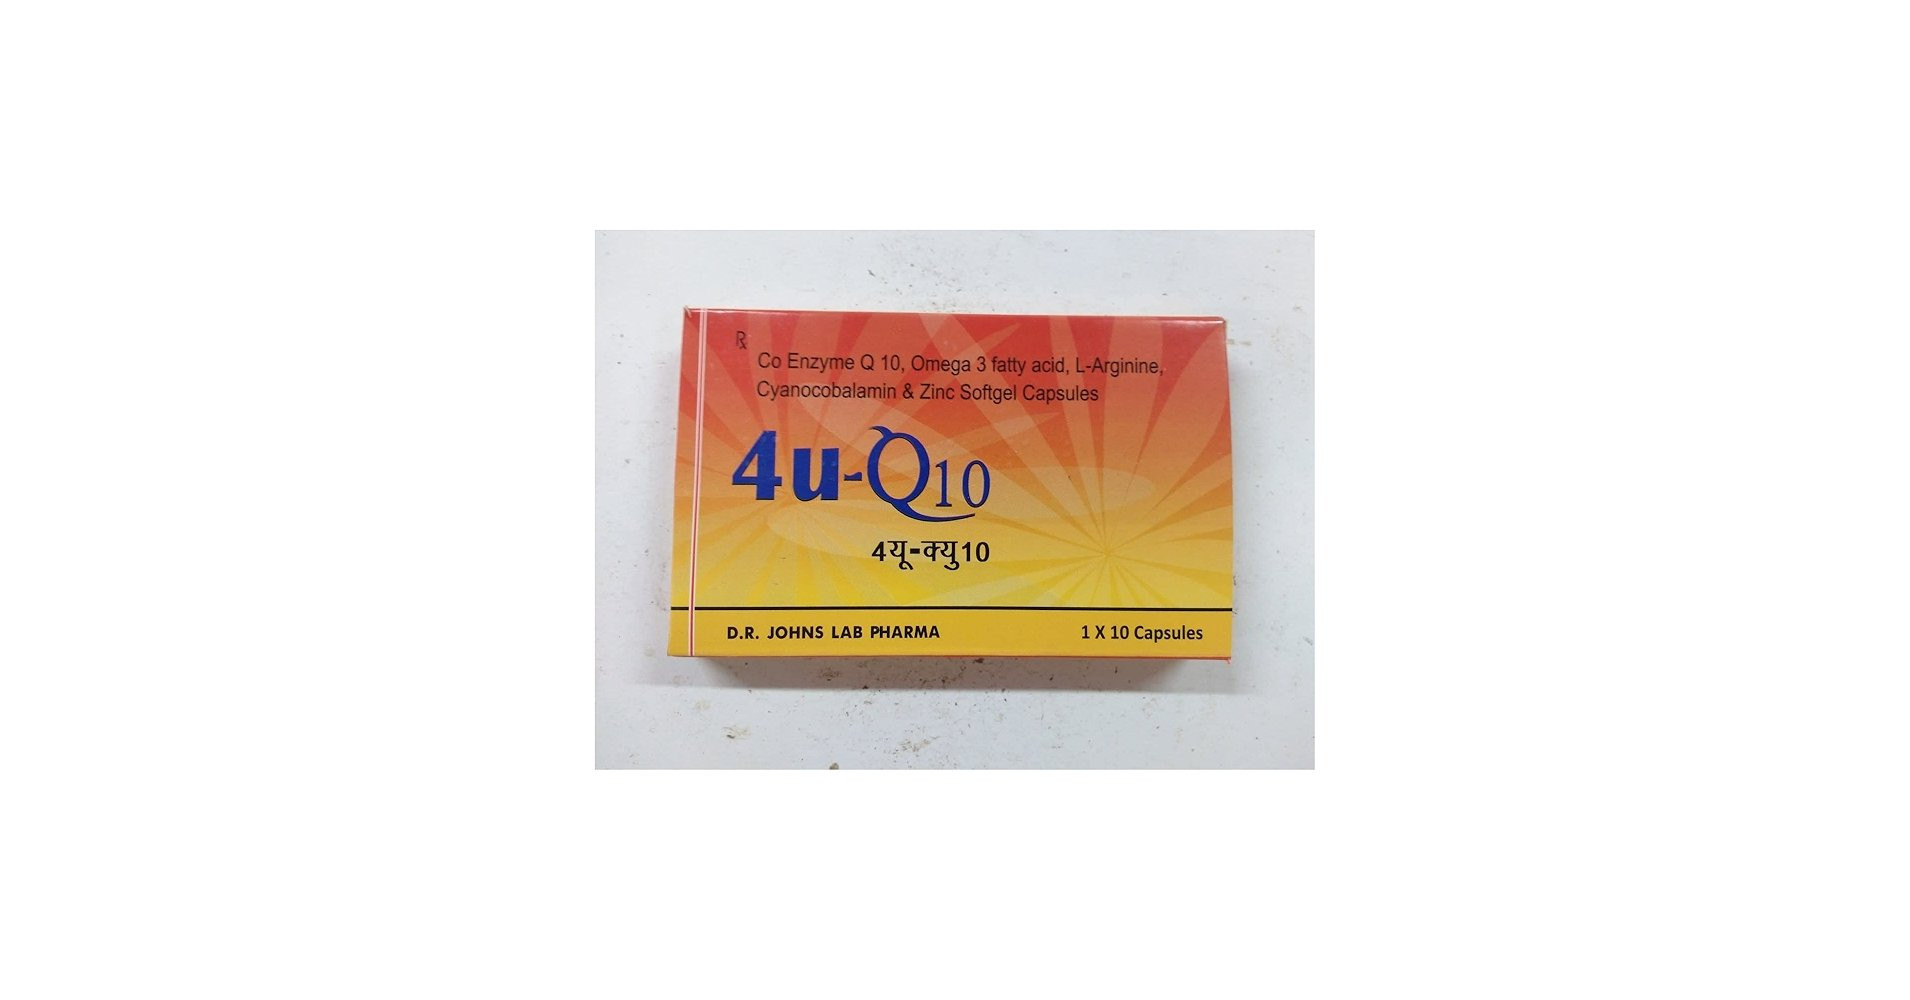 ℞
Co Enzyme Q 10, Omega 3 fatty acid, L-Arginine,
Cyanocobalamin & Zinc Softgel Capsules
4u-Q10
4यू-क्यु10
D.R. JOHNS LAB PHARMA
1 X 10 Capsules